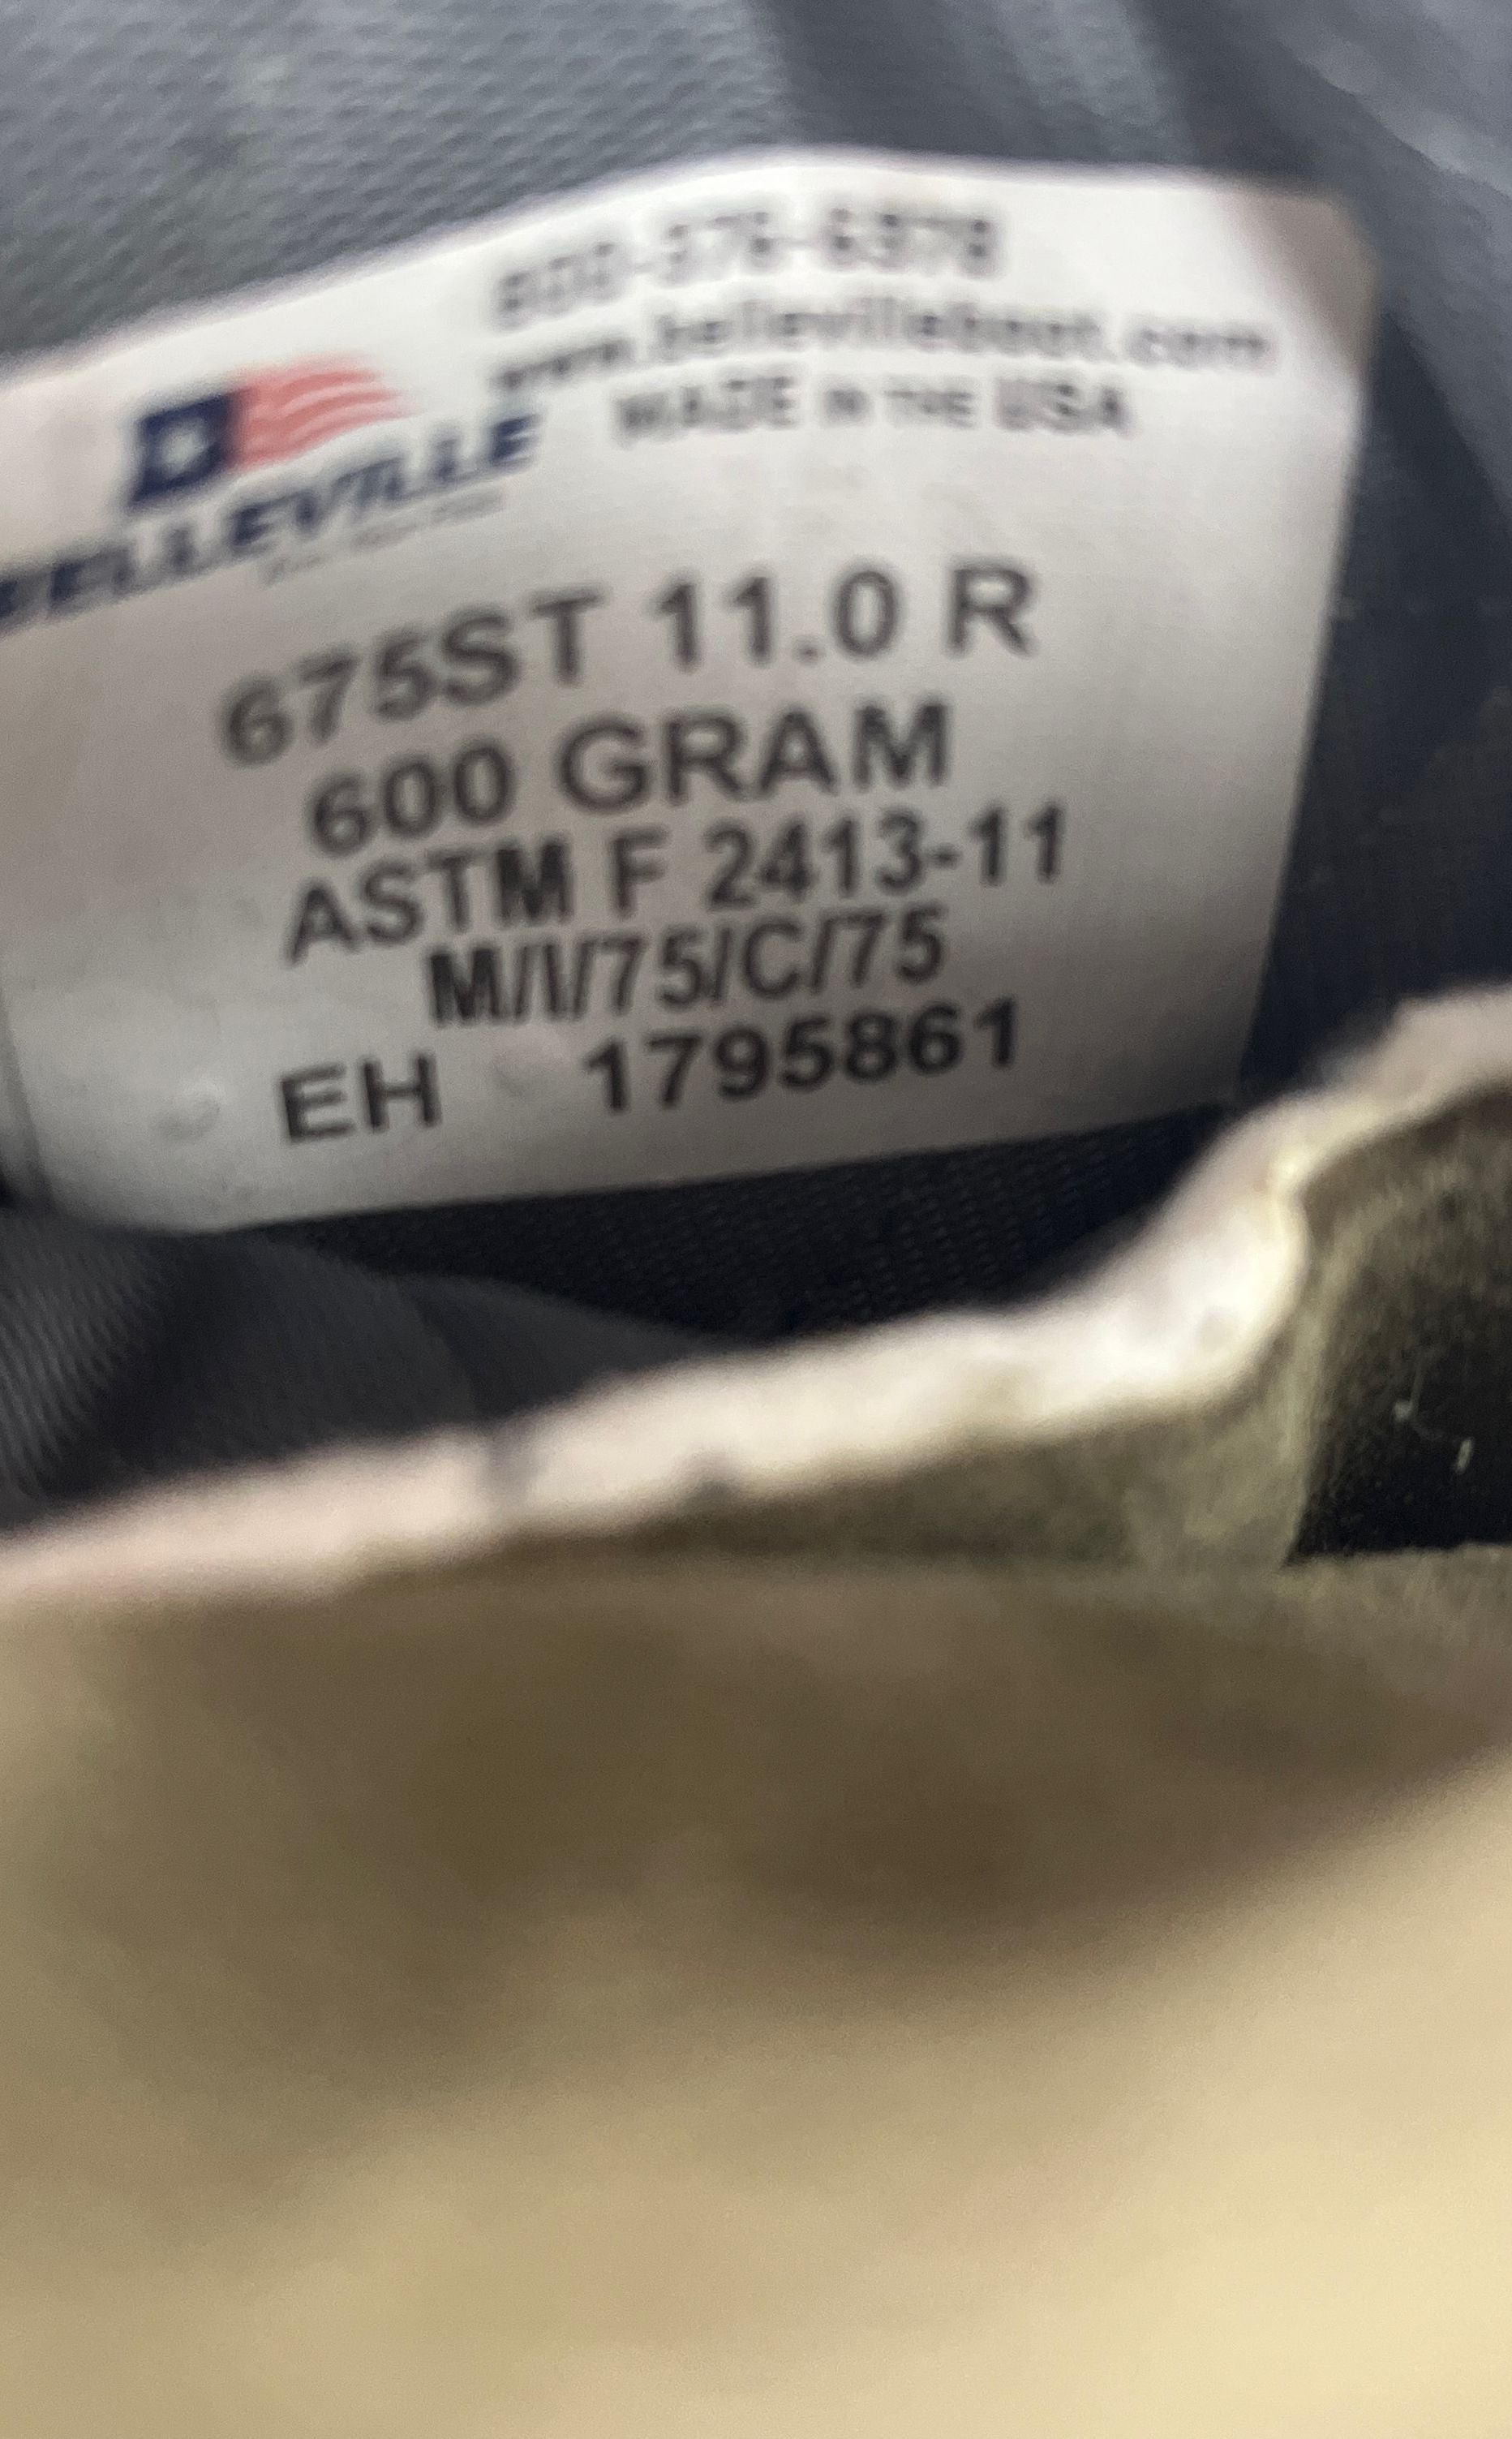 800-376-6978
www.bellevilleboot.com
MADE IN THE USA
BELLEVILLE
675ST 11.0 R
600 GRAM
ASTM F 2413-11
M/I/75/C/75
EH 1795861